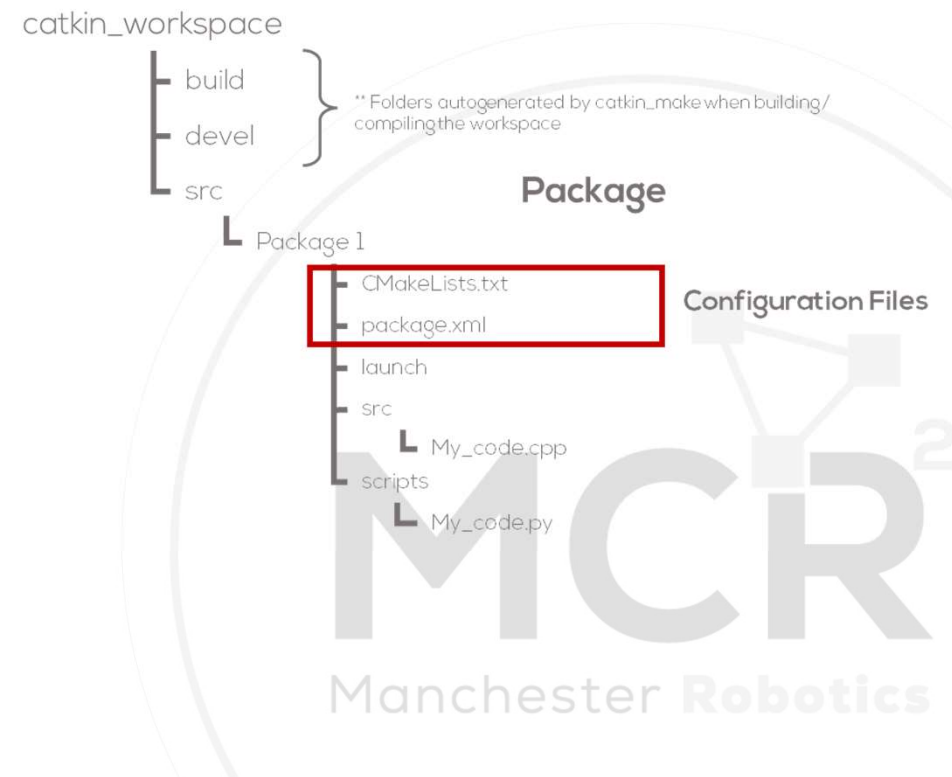 catkin_workspace
build
devel
** Folders autogenerated by catkin_make when building/
compiling the workspace
src
Package
Package 1
CMakeLists.txt
Configuration Files
package.xml
launch
src
My_code.cpp
scripts
My_code.py
MCR2
Manchester Robotics